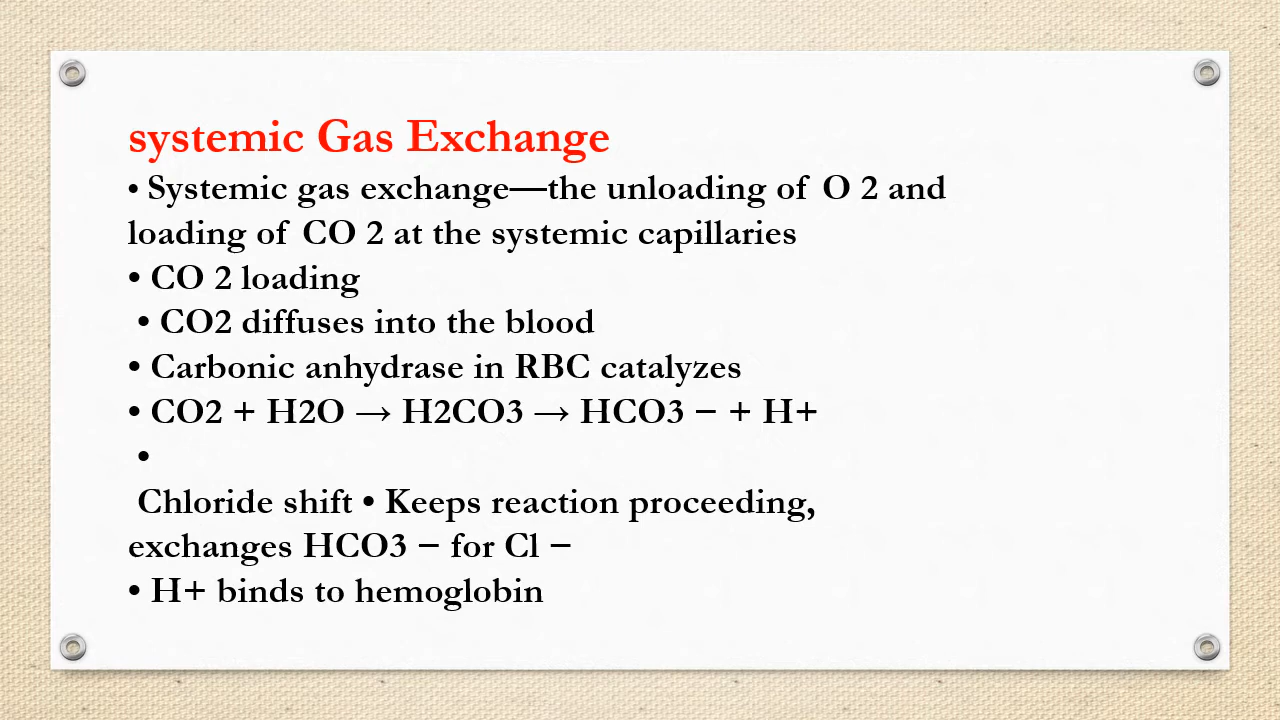 systemic Gas Exchange
• Systemic gas exchange—the unloading of O 2 and
loading of CO 2 at the systemic capillaries
• CO 2 loading
• CO2 diffuses into the blood
• Carbonic anhydrase in RBC catalyzes
• CO2 + H2O → H2CO3 → HCO3 − + H+
•
Chloride shift • Keeps reaction proceeding,
exchanges HCO3 − for Cl −
• H+ binds to hemoglobin